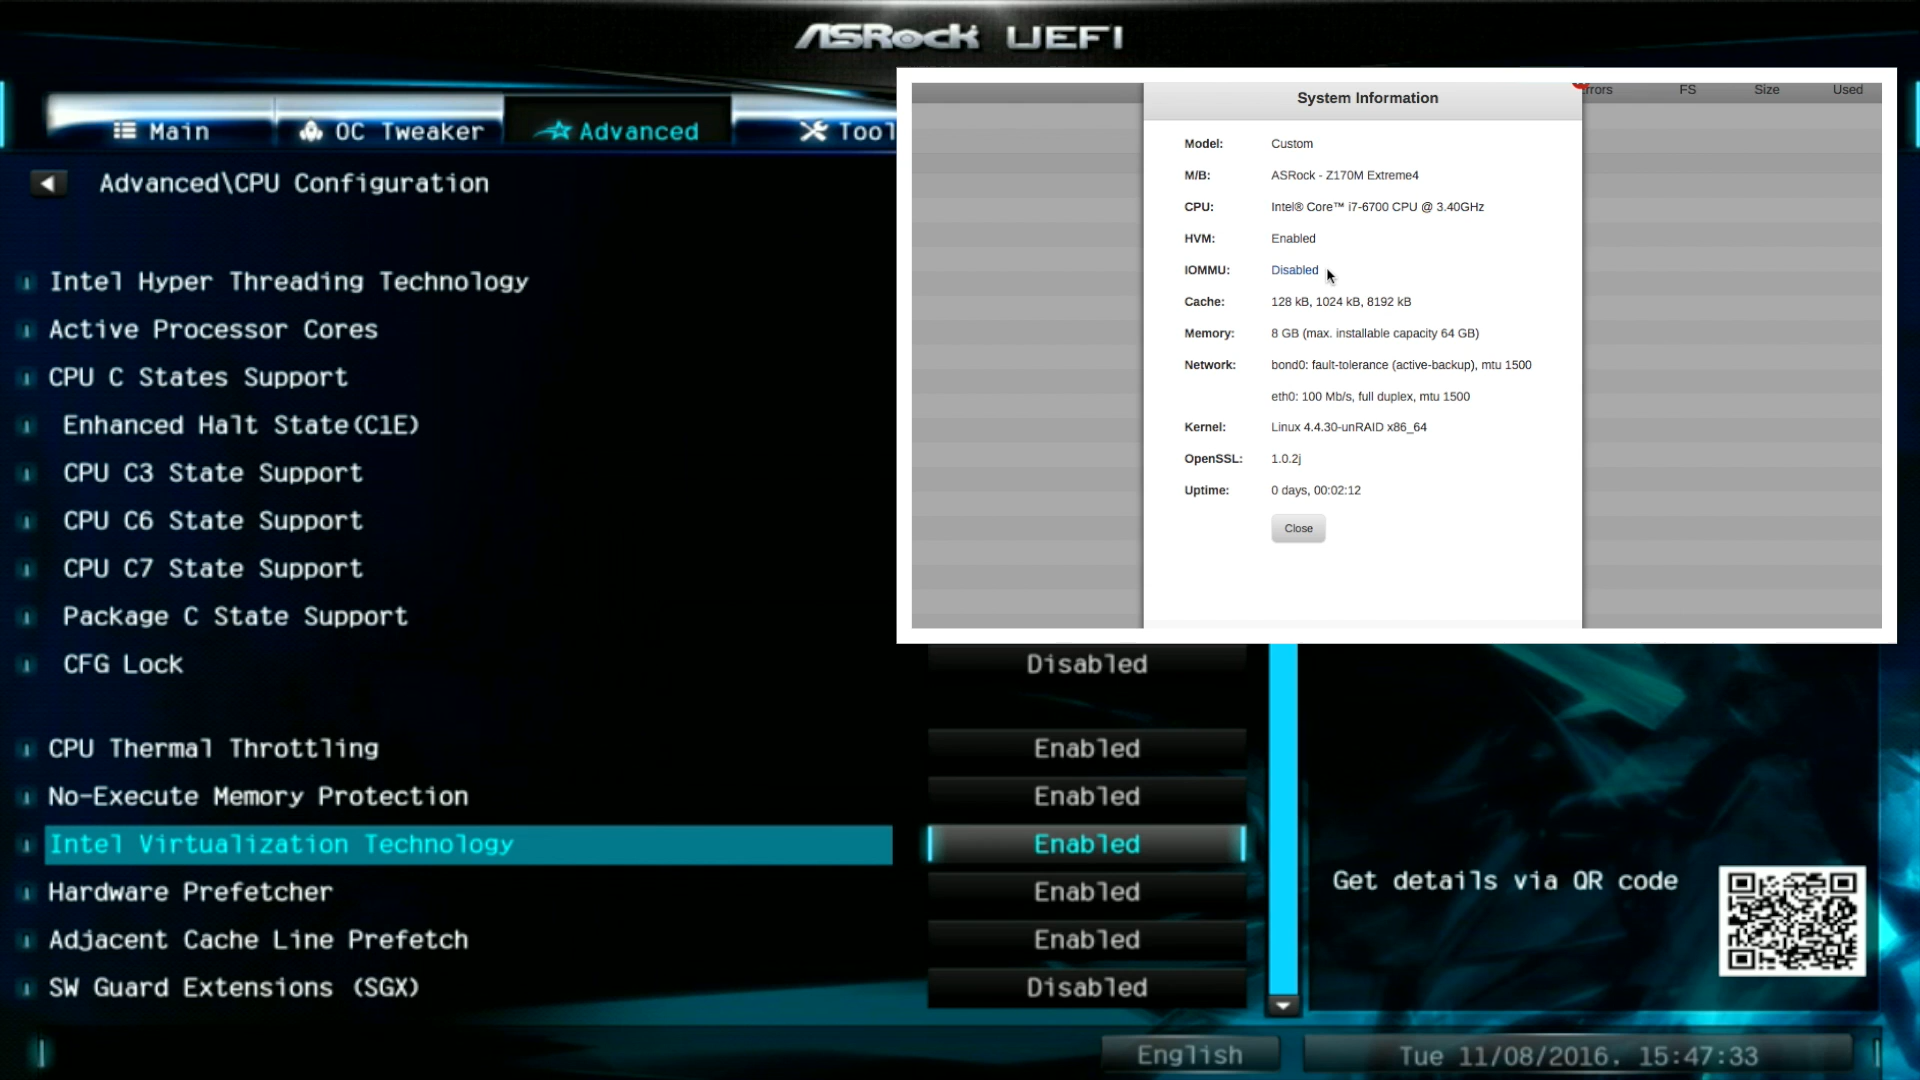 ASRock UEFI
Main
OC Tweaker
Advanced
Tool
Advanced\CPU Configuration
Intel Hyper Threading Technology
Active Processor Cores
CPU C States Support
Enhanced Halt State(C1E)
CPU C3 State Support
CPU C6 State Support
CPU C7 State Support
Package C State Support
CFG Lock Disabled
CPU Thermal Throttling Enabled
No-Execute Memory Protection Enabled
Intel Virtualization Technology Enabled
Hardware Prefetcher Enabled
Adjacent Cache Line Prefetch Enabled
SW Guard Extensions (SGX) Disabled
System Information
Errors FS Size Used
Model: Custom
M/B: ASRock - Z170M Extreme4
CPU: Intel® Core™ i7-6700 CPU @ 3.40GHz
HVM: Enabled
IOMMU: Disabled
Cache: 128 kB, 1024 kB, 8192 kB
Memory: 8 GB (max. installable capacity 64 GB)
Network: bond0: fault-tolerance (active-backup), mtu 1500
eth0: 100 Mb/s, full duplex, mtu 1500
Kernel: Linux 4.4.30-unRAID x86_64
OpenSSL: 1.0.2j
Uptime: 0 days, 00:02:12
Close
Get details via QR code
English
Tue 11/08/2016. 15:47:33